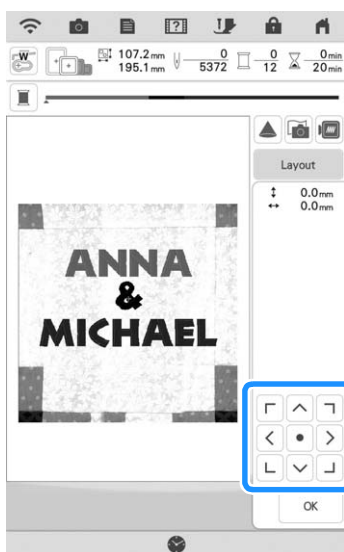 W 107.2 mm 0 0 0 min
195.1 mm 5372 12 20 min
Layout
↕ 0.0 mm
↔ 0.0 mm
ANNA
&
MICHAEL
OK